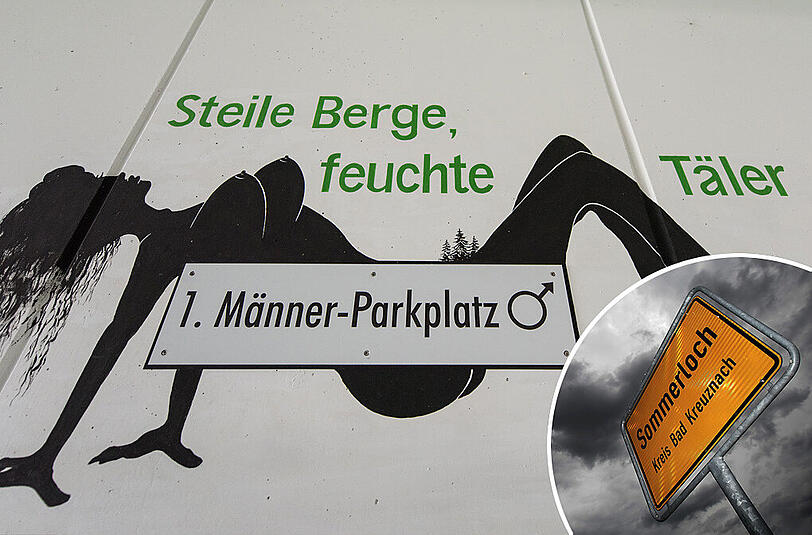 Steile Berge,
feuchte Täler
1. Männer-Parkplatz ♂
Sommerloch
Kreis Bad Kreuznach